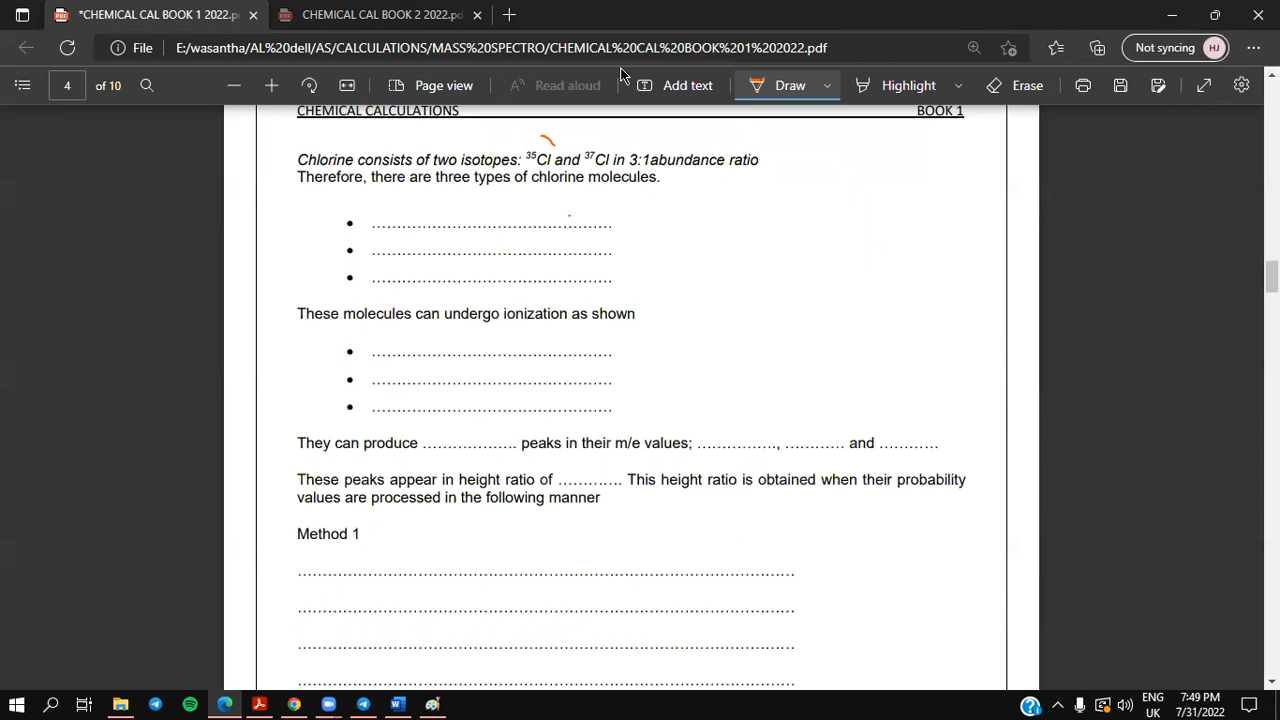 *CHEMICAL CAL BOOK 1 2022.p
CHEMICAL CAL BOOK 2 2022.pd
File
E:/wasantha/AL%20dell/AS/CALCULATIONS/MASS%20SPECTRO/CHEMICAL%20CAL%20BOOK%201%202022.pdf
Not syncing HJ
4 of 10
Page view
Read aloud
Add text
Draw
Highlight
Erase
CHEMICAL CALCULATIONS BOOK 1
Chlorine consists of two isotopes: ³⁵Cl and ³⁷Cl in 3:1abundance ratio
Therefore, there are three types of chlorine molecules.
• ................................................
• ................................................
• ................................................
These molecules can undergo ionization as shown
• ................................................
• ................................................
• ................................................
They can produce ………………. peaks in their m/e values; ……………., ………… and …………
These peaks appear in height ratio of …………. This height ratio is obtained when their probability
values are processed in the following manner
Method 1
………………………………………………………………………………………
………………………………………………………………………………………
………………………………………………………………………………………
………………………………………………………………………………………
ENG
UK
7:49 PM
7/31/2022